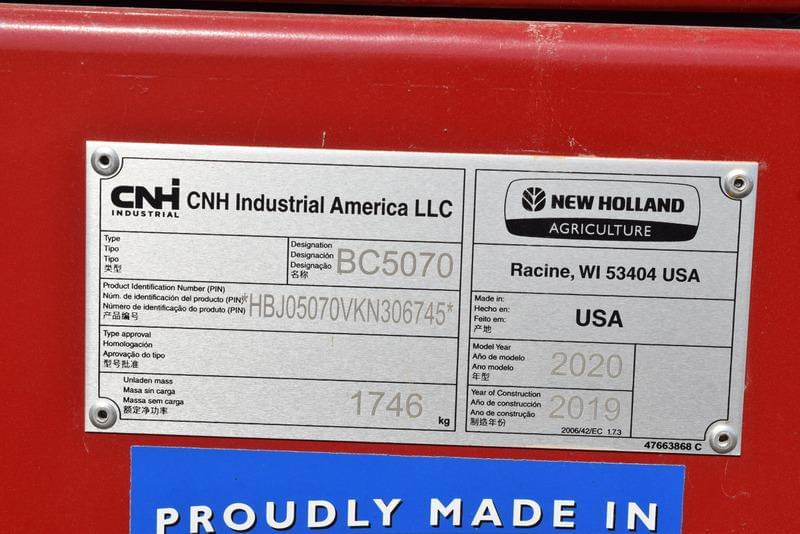 CNH
INDUSTRIAL
CNH Industrial America LLC
Type
Tipo
Tipo
类型
Designation
Designación
Designação
名称
BC5070
Product Identification Number (PIN)
Núm. de identificación del producto (PIN)
Número de identificação do produto (PIN)
产品编号
*HBJ05070VKN306745*
Type approval
Homologación
Aprovação do tipo
型号批准
Unladen mass
Masa sin carga
Massa sem carga
额定净功率
1746
kg
NEW HOLLAND
AGRICULTURE
Racine, WI 53404 USA
Made in:
Hecho en:
Feito em:
产地
USA
Model Year
Año de modelo
Ano modelo
年型
2020
Year of Construction
Año de construcción
Ano de construção
制造年份
2019
2006/42/EC 1.7.3
47663868 C
PROUDLY MADE IN